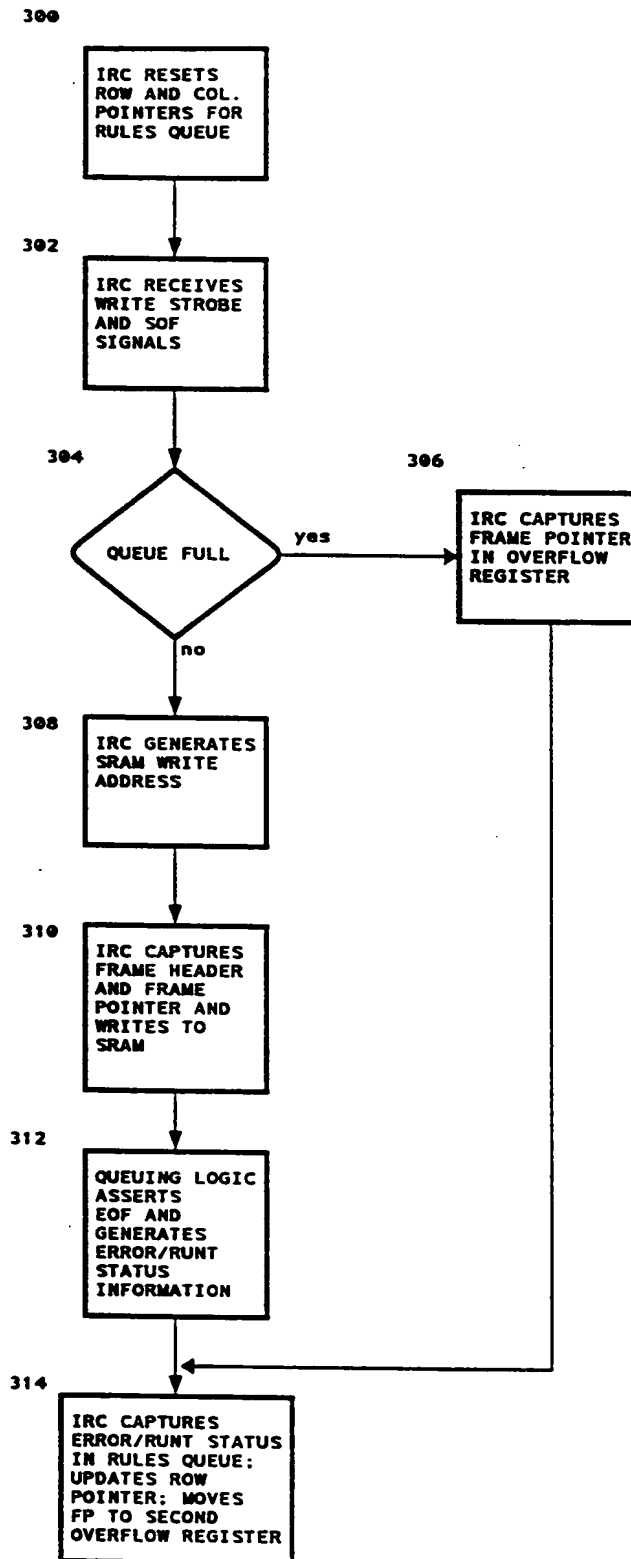 300
IRC RESETS
ROW AND COL.
POINTERS FOR
RULES QUEUE
302
IRC RECEIVES
WRITE STROBE
AND SOF
SIGNALS
304
QUEUE FULL
yes
no
306
IRC CAPTURES
FRAME POINTER
IN OVERFLOW
REGISTER
308
IRC GENERATES
SRAM WRITE
ADDRESS
310
IRC CAPTURES
FRAME HEADER
AND FRAME
POINTER AND
WRITES TO
SRAM
312
QUEUING LOGIC
ASSERTS
EOF AND
GENERATES
ERROR/RUNT
STATUS
INFORMATION
314
IRC CAPTURES
ERROR/RUNT STATUS
IN RULES QUEUE;
UPDATES ROW
POINTER; MOVES
FP TO SECOND
OVERFLOW REGISTER